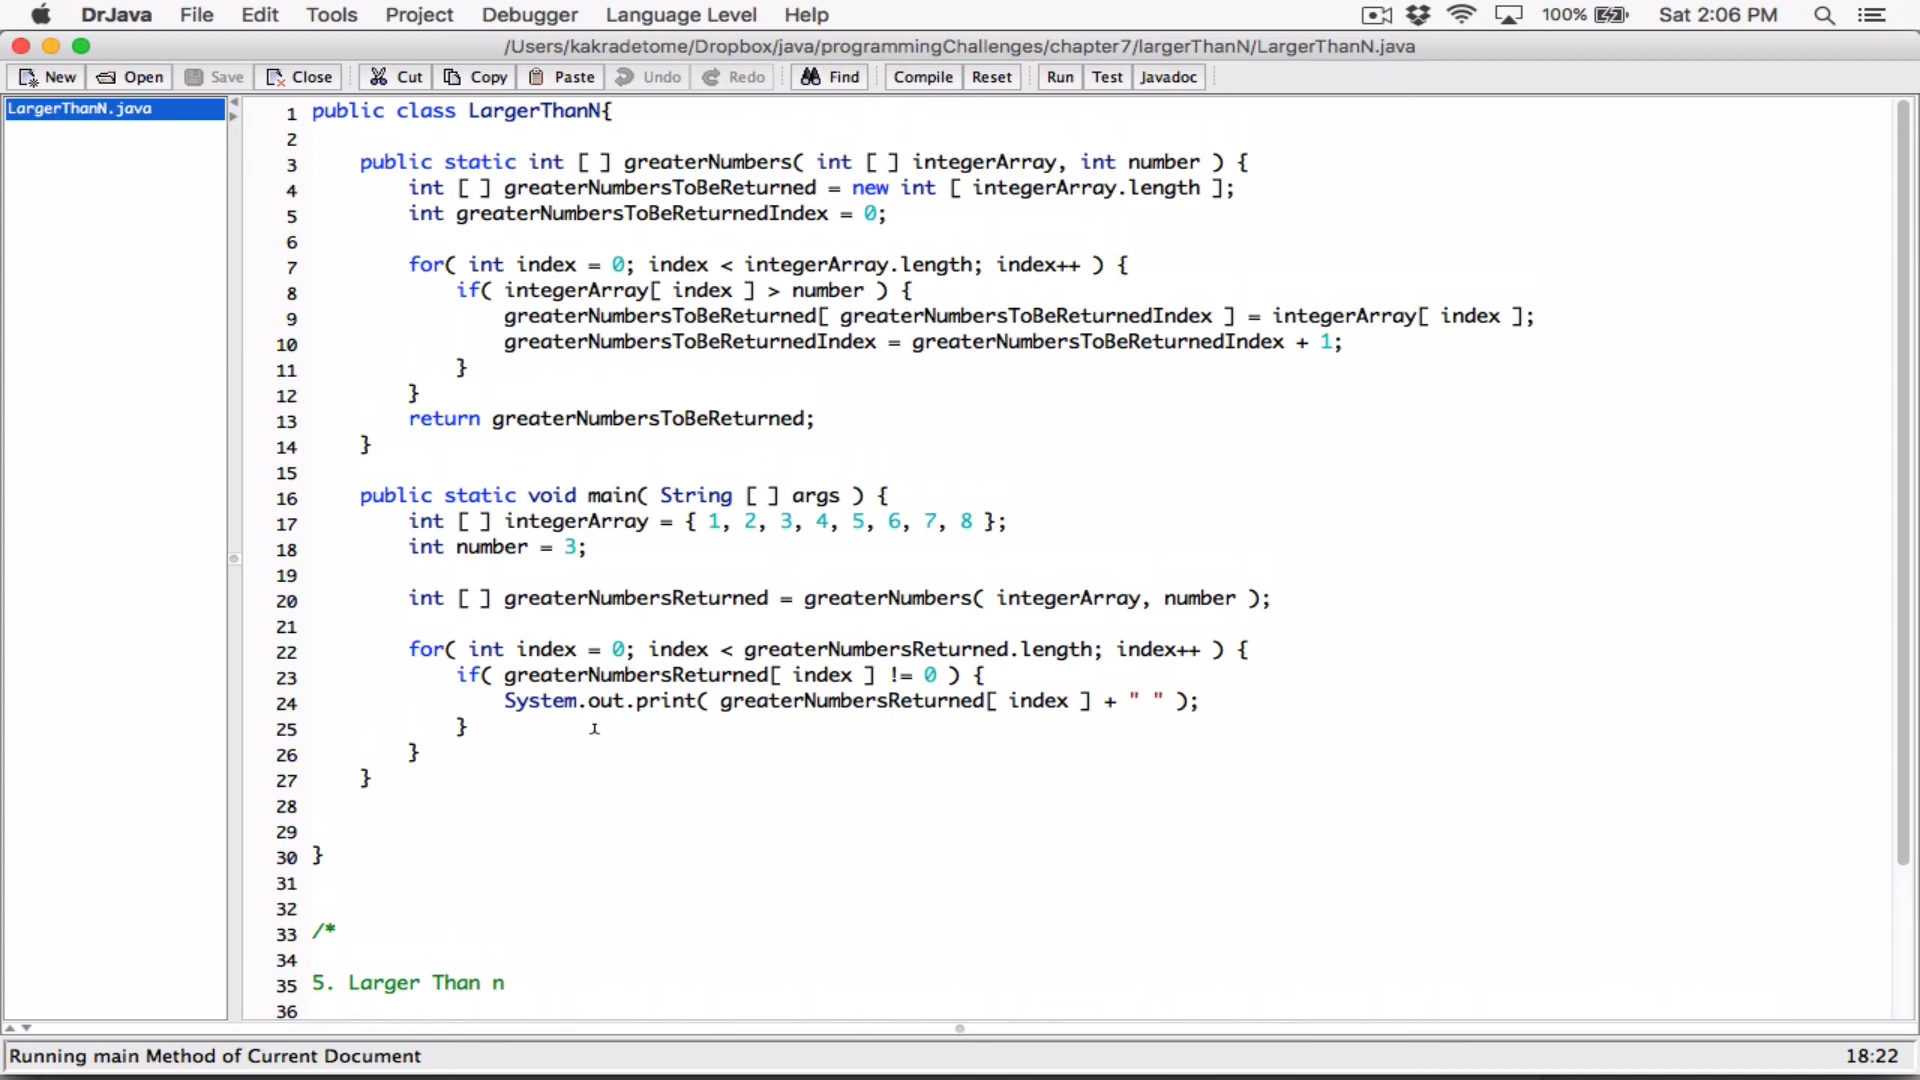 DrJava File Edit Tools Project Debugger Language Level Help 100% Sat 2:06 PM
/Users/kakradetome/Dropbox/java/programmingChallenges/chapter7/largerThanN/LargerThanN.java
New Open Save Close Cut Copy Paste Undo Redo Find Compile Reset Run Test Javadoc
LargerThanN.java
1 public class LargerThanN{
2
3 public static int [ ] greaterNumbers( int [ ] integerArray, int number ) {
4 int [ ] greaterNumbersToBeReturned = new int [ integerArray.length ];
5 int greaterNumbersToBeReturnedIndex = 0;
6
7 for( int index = 0; index < integerArray.length; index++ ) {
8 if( integerArray[ index ] > number ) {
9 greaterNumbersToBeReturned[ greaterNumbersToBeReturnedIndex ] = integerArray[ index ];
10 greaterNumbersToBeReturnedIndex = greaterNumbersToBeReturnedIndex + 1;
11 }
12 }
13 return greaterNumbersToBeReturned;
14 }
15
16 public static void main( String [ ] args ) {
17 int [ ] integerArray = { 1, 2, 3, 4, 5, 6, 7, 8 };
18 int number = 3;
19
20 int [ ] greaterNumbersReturned = greaterNumbers( integerArray, number );
21
22 for( int index = 0; index < greaterNumbersReturned.length; index++ ) {
23 if( greaterNumbersReturned[ index ] != 0 ) {
24 System.out.print( greaterNumbersReturned[ index ] + " " );
25 }
26 }
27 }
28
29
30 }
31
32
33 /*
34
35 5. Larger Than n
36
Running main Method of Current Document 18:22